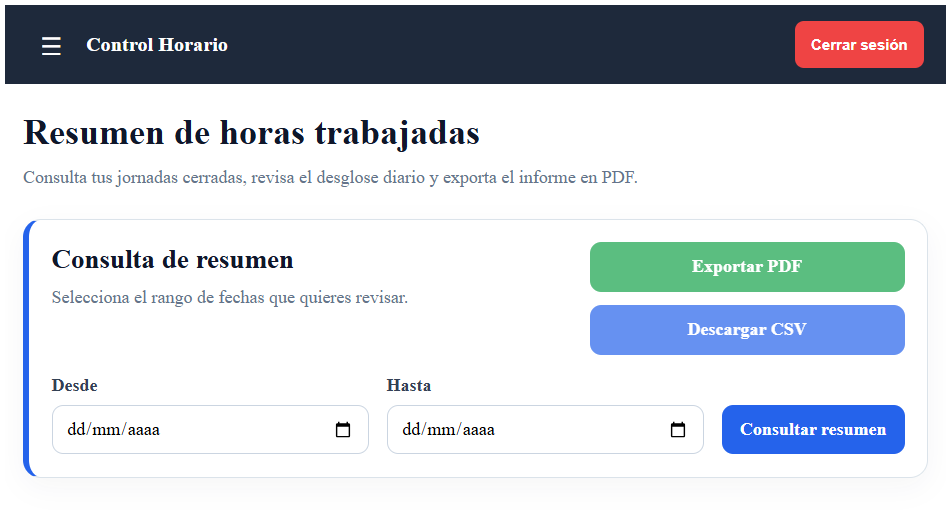 ☰ Control Horario
Cerrar sesión
Resumen de horas trabajadas
Consulta tus jornadas cerradas, revisa el desglose diario y exporta el informe en PDF.
Consulta de resumen
Selecciona el rango de fechas que quieres revisar.
Exportar PDF
Descargar CSV
Desde
Hasta
dd/mm/aaaa
dd/mm/aaaa
Consultar resumen